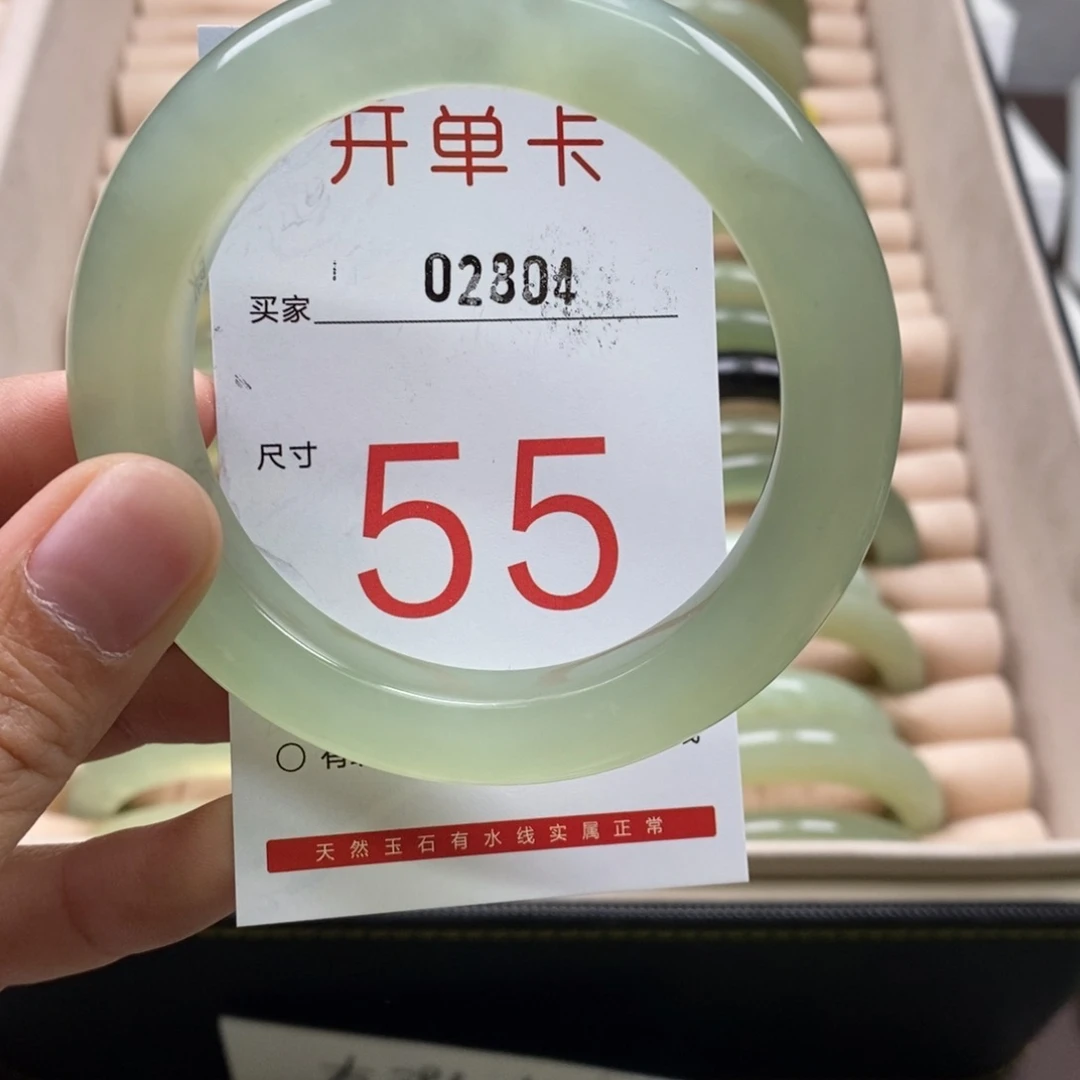 开单卡
买家 02804
尺寸 55
天然玉石有水线实属正常